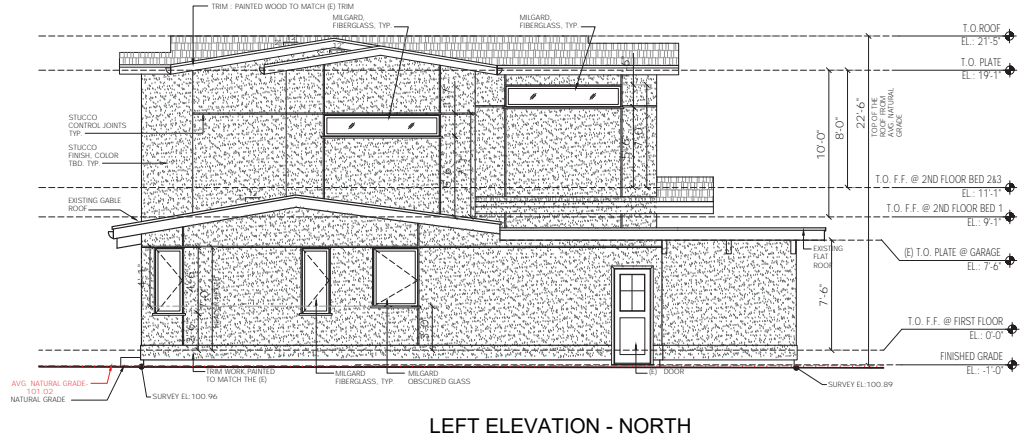 TRIM : PAINTED WOOD TO MATCH (E) TRIM
MILGARD,
FIBERGLASS, TYP.
MILGARD,
FIBERGLASS, TYP.
T.O.ROOF
EL.: 21'-5"
T.O. PLATE
EL.: 19'-1"
STUCCO
CONTROL JOINTS
TYP.
STUCCO
FINISH, COLOR
TBD. TYP.
10'-0"
8'-0"
22'-6"
TOP OF THE
ROOF FROM
AVG. NATURAL
GRADE
T.O. F.F. @ 2ND FLOOR BED 2&3
EL.: 11'-1"
EXISTING GABLE
ROOF
T.O. F.F. @ 2ND FLOOR BED 1
EL.: 9'-1"
EXISTING
FLAT
ROOF
(E) T.O. PLATE @ GARAGE
EL.: 7'-6"
7'-6"
T.O. F.F. @ FIRST FLOOR
EL.: 0'-0"
FINISHED GRADE
EL.: -1'-0"
AVG. NATURAL GRADE-
101.02
NATURAL GRADE
SURVEY EL:100.96
TRIM WORK,PAINTED
TO MATCH THE (E)
MILGARD
FIBERGLASS, TYP.
MILGARD
OBSCURED GLASS
(E) DOOR
SURVEY EL:100.89
LEFT ELEVATION - NORTH